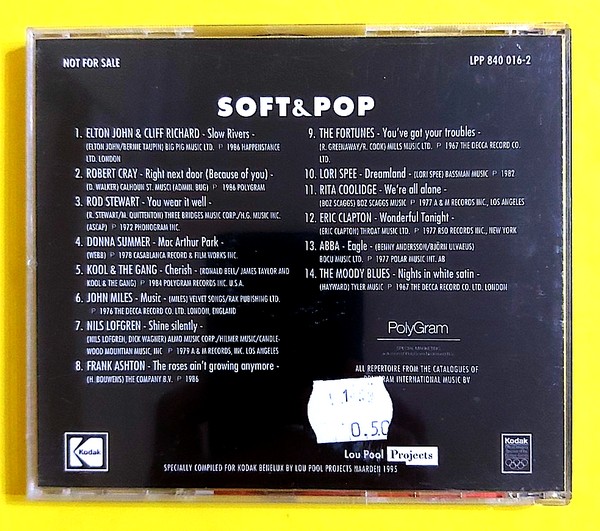 NOT FOR SALE
LPP 840 016-2
SOFT&POP
1. ELTON JOHN & CLIFF RICHARD - Slow Rivers -
(ELTON JOHN/BERNIE TAUPIN) BIG PIG MUSIC LTD. P 1986 HAPPENSTANCE
LTD. LONDON
2. ROBERT CRAY - Right next door (Because of you) -
(D. WALKER) CALHOUN ST. MUSCI (ADMIR. BUG) P 1986 POLYGRAM
3. ROD STEWART - You wear it well -
(R. STEWART/M. QUITTENTON) THREE BRIDGES MUSIC CORP./H.G. MUSIC INC.
(ASCAP) P 1972 PHONOGRAM INC.
4. DONNA SUMMER - Mac Arthur Park -
(WEBB) P 1978 CASABLANCA RECORD & FILM WORKS INC.
5. KOOL & THE GANG - Cherish - (RONALD BELL/JAMES TAYLOR AND
KOOL & THE GANG) P 1984 POLYGRAM RECORDS INC. U.S.A.
6. JOHN MILES - Music - (MILES) VELVET SONGS/RAK PUBLISHING LTD.
P 1976 THE DECCA RECORD CO. LTD. LONDON, ENGLAND
7. NILS LOFGREN - Shine silently -
(NILS LOFGREN, DICK WAGNER) ALMO MUSIC CORP./HILMER MUSIC/CANDLE-
WOOD MOUNTIAN MUSIC, INC P 1979 A & M RECORDS, INC. LOS ANGELES
8. FRANK ASHTON - The roses ain't growing anymore -
(H. BOUWENS) THE COMPANY B.V. P 1986
9. THE FORTUNES - You've got your troubles -
(R. GREENAWAY/R. COOK) MILLS MUSIC LTD. P 1967 THE DECCA RECORD CO.
LTD.
10. LORI SPEE - Dreamland - (LORI SPEE) BASSMAN MUSIC P 1982
11. RITA COOLIDGE - We're all alone -
(BOZ SCAGGS) BOZ SCAGGS MUSIC P 1977 A & M RECORDS INC., LOS ANGELES
12. ERIC CLAPTON - Wonderful Tonight -
(ERIC CLAPTON) THROAT MUSIC LTD. P 1977 RSO RECORDS INC., NEW YORK
13. ABBA - Eagle - (BENNY ANDERSSON/BJÖRN ULVAEUS)
BOCU MUSIC LTD. P 1977 POLAR MUSIC INT. AB
14. THE MOODY BLUES - Nights in white satin -
(HAYWARD) TYLER MUSIC P 1967 THE DECCA RECORD CO. LTD. LONDON
PolyGram
SPECIAL MARKETING
ALL REPERTOIRE FROM THE CATALOGUES OF
INTERNATIONAL MUSIC BV
0.50
Kodak
Lou Pool Projects
Kodak
SPECIALLY COMPILED FOR KODAK BENELUX BY LOU POOL PROJECTS NAARDEN 1995